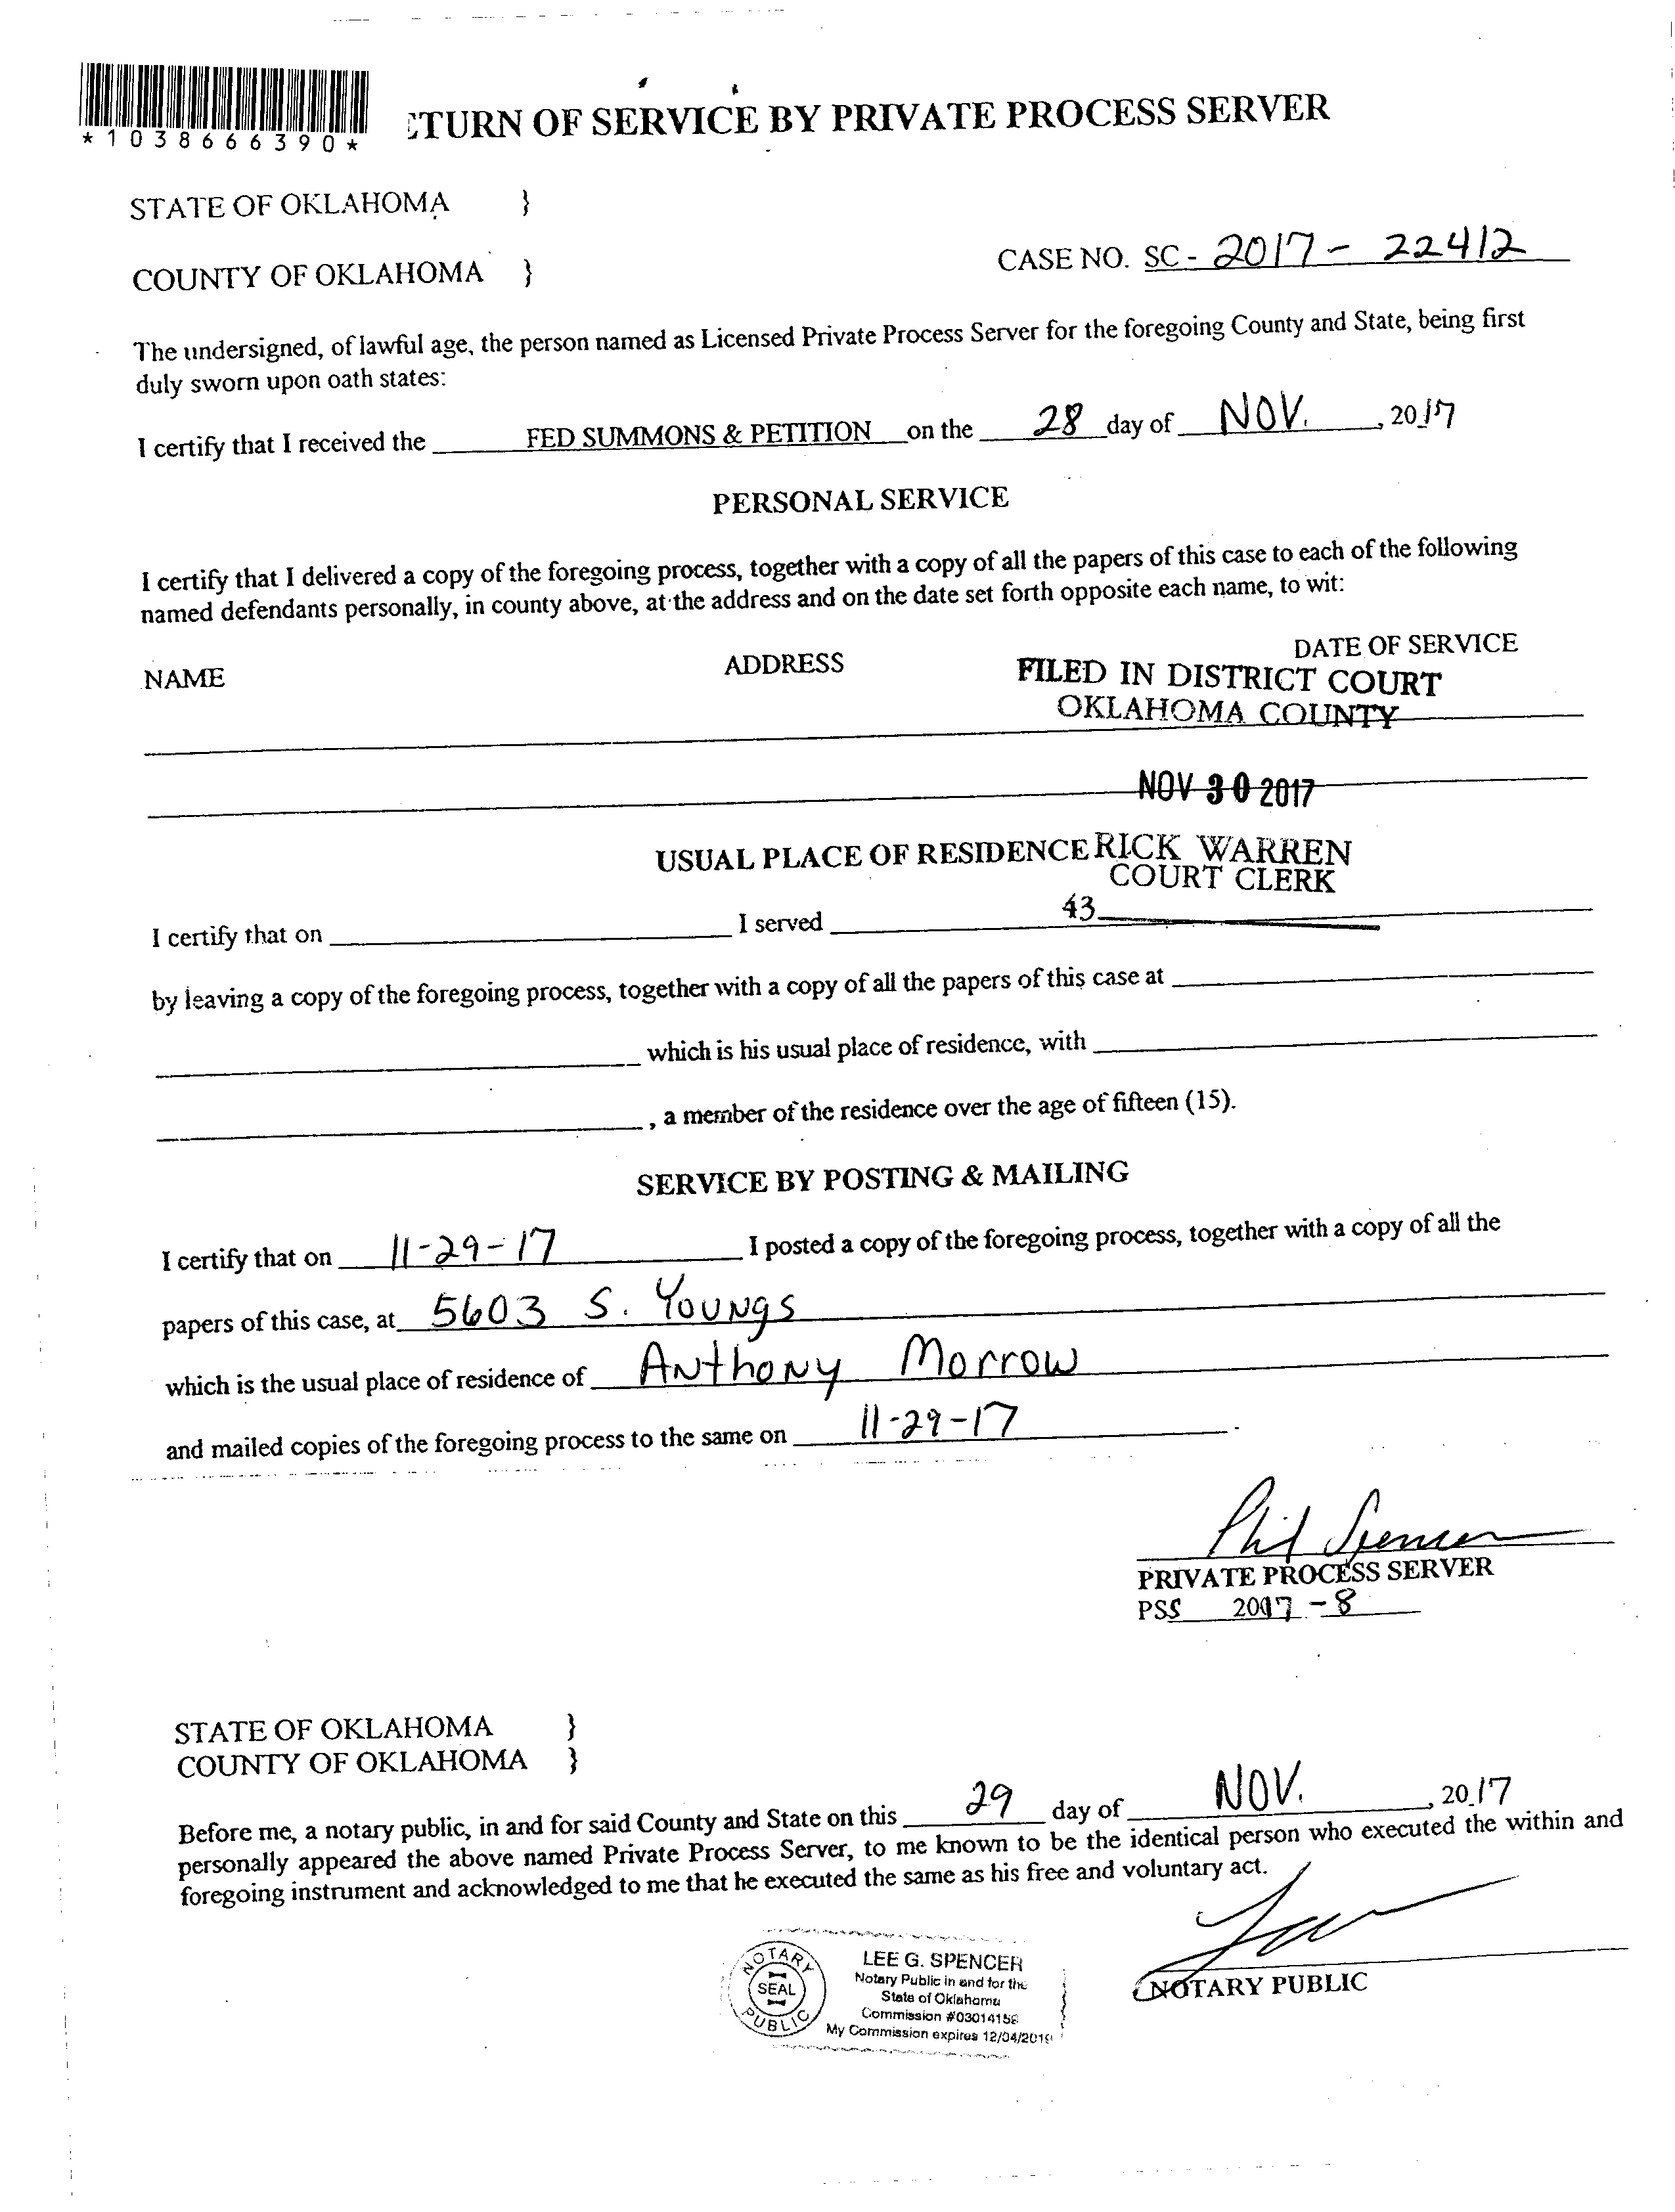 *1038666390*
ETURN OF SERVICE BY PRIVATE PROCESS SERVER
STATE OF OKLAHOMA }
CASE NO. SC - 2017 - 22412
COUNTY OF OKLAHOMA }
The undersigned, of lawful age, the person named as Licensed Private Process Server for the foregoing County and State, being first
duly sworn upon oath states:
I certify that I received the FED SUMMONS & PETITION on the 28 day of NOV. , 2017
PERSONAL SERVICE
I certify that I delivered a copy of the foregoing process, together with a copy of all the papers of this case to each of the following
named defendants personally, in county above, at the address and on the date set forth opposite each name, to wit:
NAME ADDRESS DATE OF SERVICE
FILED IN DISTRICT COURT
OKLAHOMA COUNTY
NOV 30 2017
USUAL PLACE OF RESIDENCE RICK WARREN
COURT CLERK
43
I certify that on I served
by leaving a copy of the foregoing process, together with a copy of all the papers of this case at
which is his usual place of residence, with
, a member of the residence over the age of fifteen (15).
SERVICE BY POSTING & MAILING
I certify that on 11-29-17 I posted a copy of the foregoing process, together with a copy of all the
papers of this case, at 5603 S. Youngs
which is the usual place of residence of Anthony Morrow
and mailed copies of the foregoing process to the same on 11-29-17 .
Phil Spencer
PRIVATE PROCESS SERVER
PSS 2017 - 8
STATE OF OKLAHOMA }
COUNTY OF OKLAHOMA }
Before me, a notary public, in and for said County and State on this 29 day of NOV. , 2017
personally appeared the above named Private Process Server, to me known to be the identical person who executed the within and
foregoing instrument and acknowledged to me that he executed the same as his free and voluntary act.
NOTARY PUBLIC
NOTARY
SEAL
PUBLIC
LEE G. SPENCER
Notary Public in and for the
State of Oklahoma
Commission #03014158
My Commission expires 12/04/2019